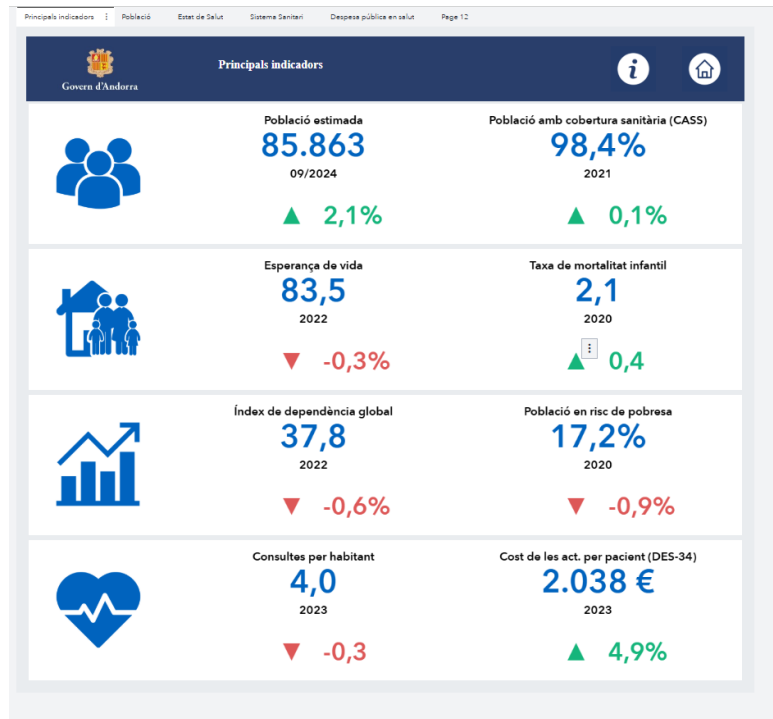 Principals indicadors
Població
Estat de Salut
Sistema Sanitari
Despesa pública en salut
Page 12
Govern d'Andorra
Principals indicadors
Població estimada
85.863
09/2024
▲ 2,1%
Població amb cobertura sanitària (CASS)
98,4%
2021
▲ 0,1%
Esperança de vida
83,5
2022
▼ -0,3%
Taxa de mortalitat infantil
2,1
2020
▲ 0,4
Índex de dependència global
37,8
2022
▼ -0,6%
Població en risc de pobresa
17,2%
2020
▼ -0,9%
Consultes per habitant
4,0
2023
▼ -0,3
Cost de les act. per pacient (DES-34)
2.038 €
2023
▲ 4,9%